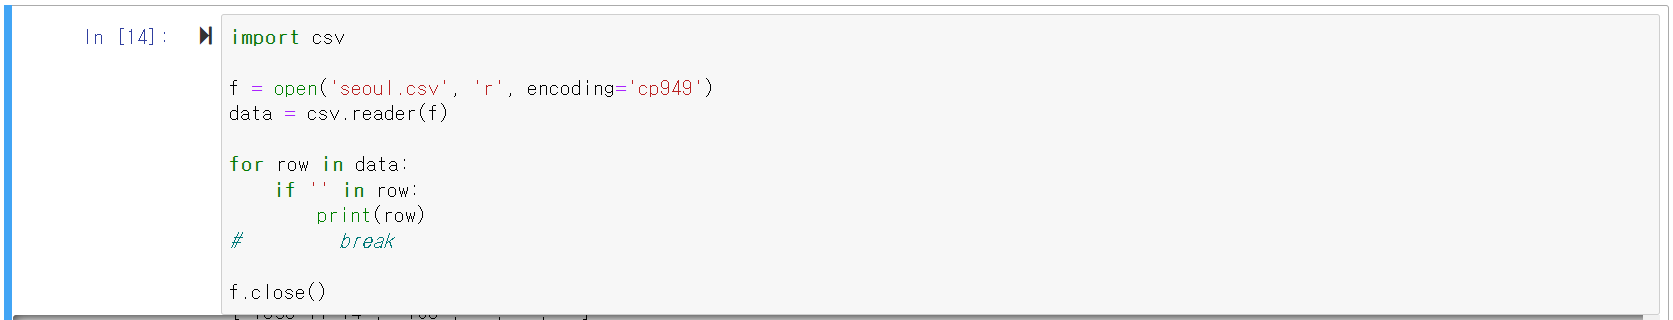 In [14]:
import csv
f = open('seoul.csv', 'r', encoding='cp949')
data = csv.reader(f)
for row in data:
if '' in row:
print(row)
# break
f.close()